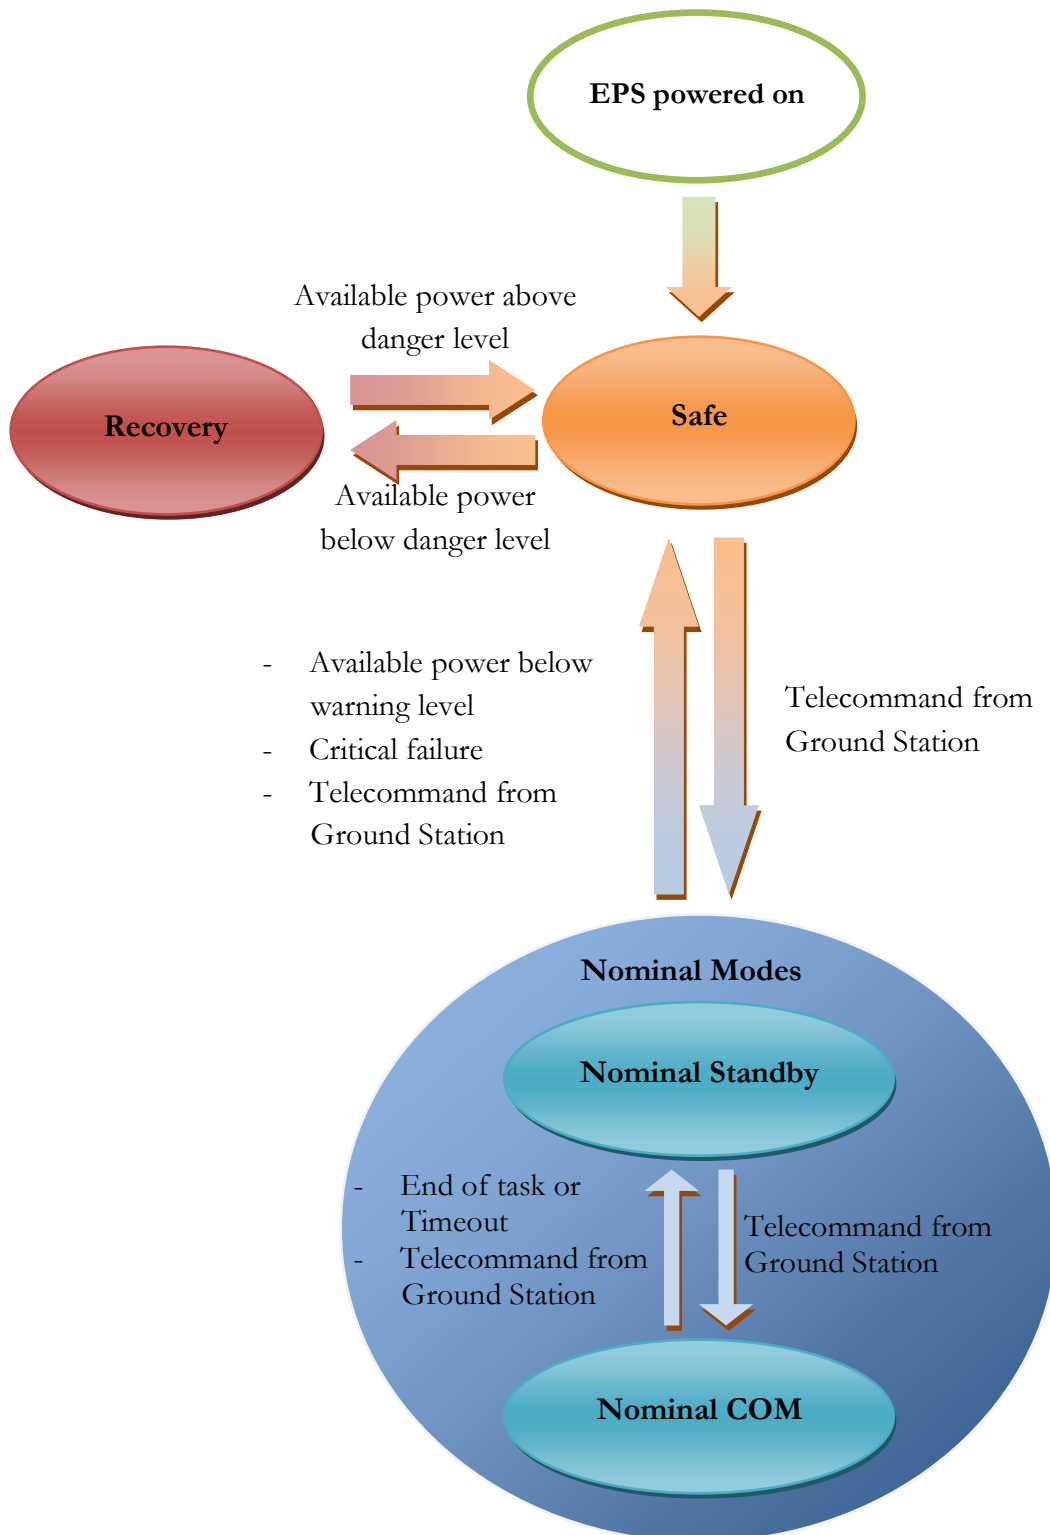 EPS powered on
Available power above
danger level
Recovery
Safe
Available power
below danger level
- Available power below
warning level
- Critical failure
- Telecommand from
Ground Station
Telecommand from
Ground Station
Nominal Modes
Nominal Standby
- End of task or
Timeout
- Telecommand from
Ground Station
Telecommand from
Ground Station
Nominal COM